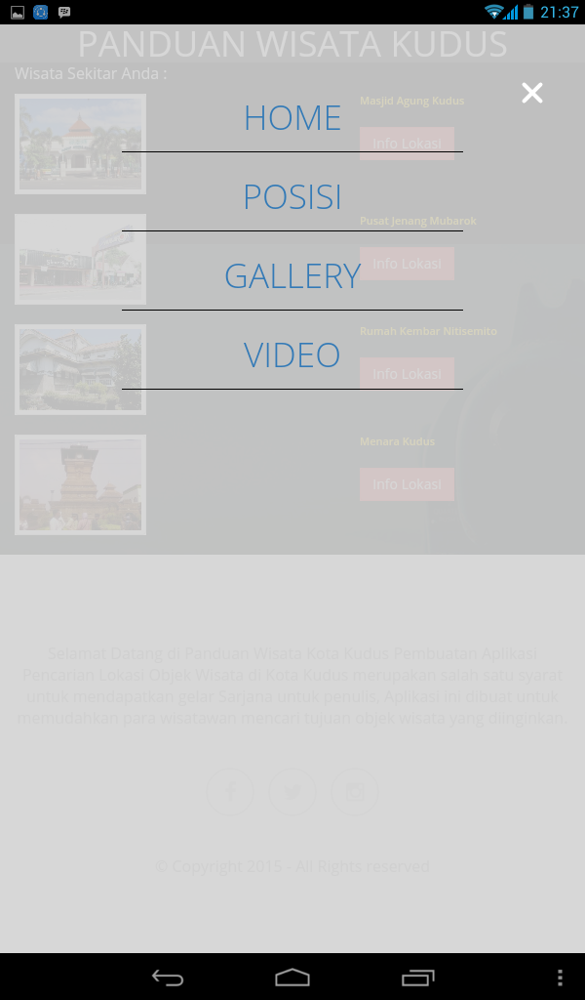 21:37
PANDUAN WISATA KUDUS
Wisata Sekitar Anda :
Masjid Agung Kudus
HOME
Info Lokasi
POSISI
Pusat Jenang Mubarok
Info Lokasi
GALLERY
Rumah Kembar Nitisemito
VIDEO
Info Lokasi
Menara Kudus
Info Lokasi
Selamat Datang di Panduan Wisata Kota Kudus Pembuatan Aplikasi
Pencarian Lokasi Objek Wisata di Kota Kudus merupakan salah satu syarat
untuk mendapatkan gelar Sarjana untuk penulis, Aplikasi ini dibuat untuk
memudahkan para wisatawan mencari tujuan objek wisata yang diinginkan.
© Copyright 2015 - All Rights reserved